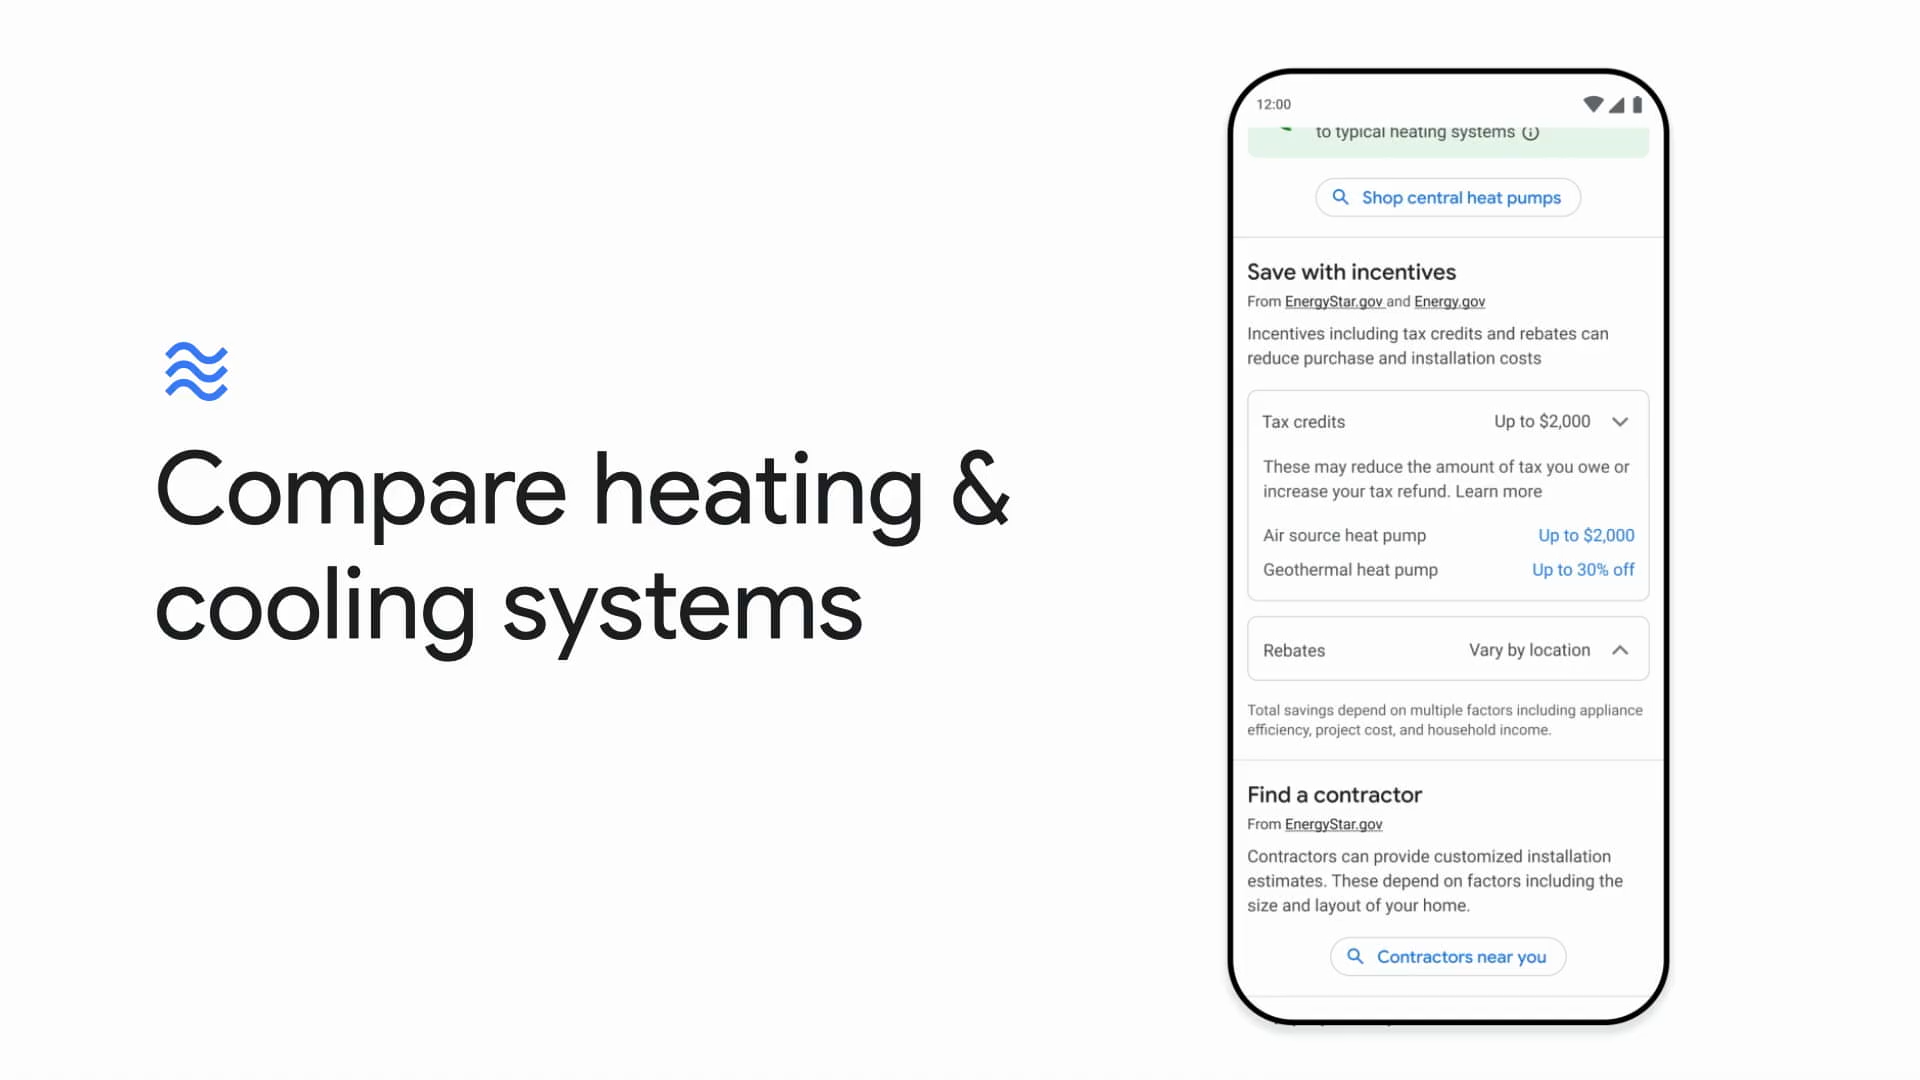 Compare heating &
cooling systems
12:00
to typical heating systems
Shop central heat pumps
Save with incentives
From EnergyStar.gov and Energy.gov
Incentives including tax credits and rebates can
reduce purchase and installation costs
Tax credits Up to $2,000
These may reduce the amount of tax you owe or
increase your tax refund. Learn more
Air source heat pump Up to $2,000
Geothermal heat pump Up to 30% off
Rebates Vary by location
Total savings depend on multiple factors including appliance
efficiency, project cost, and household income.
Find a contractor
From EnergyStar.gov
Contractors can provide customized installation
estimates. These depend on factors including the
size and layout of your home.
Contractors near you